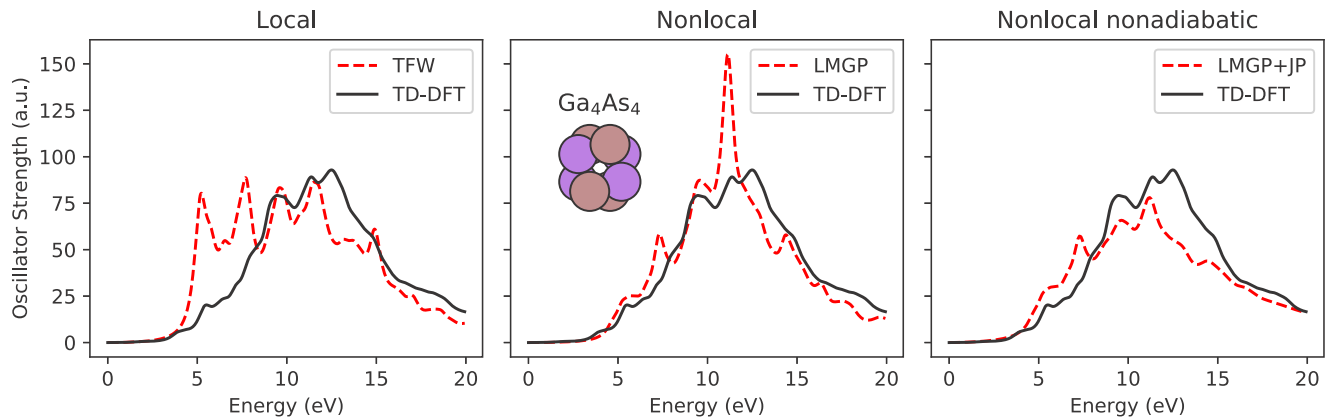 Local
Nonlocal
Nonlocal nonadiabatic
Oscillator Strength (a.u.)
150
125
100
75
50
25
0
TFW
TD-DFT
0 5 10 15 20
Energy (eV)
LMGP
TD-DFT
Ga₄As₄
0 5 10 15 20
Energy (eV)
LMGP+JP
TD-DFT
0 5 10 15 20
Energy (eV)